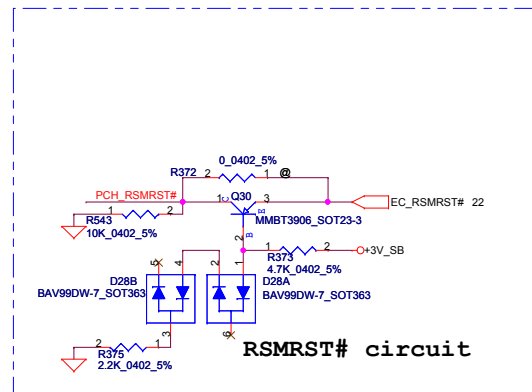 0_0402_5%
R372 2 1 @
PCH_RSMRST# 1 C Q30 3 EC_RSMRST# 22
E
R543 1 2 MMBT3906_SOT23-3
10K_0402_5%
2 B
1 2 +3V_SB
R373
4.7K_0402_5%
D28B 5 4 2 1 D28A
BAV99DW-7_SOT363 BAV99DW-7_SOT363
3 6
2 1
R375
2.2K_0402_5%
RSMRST# circuit